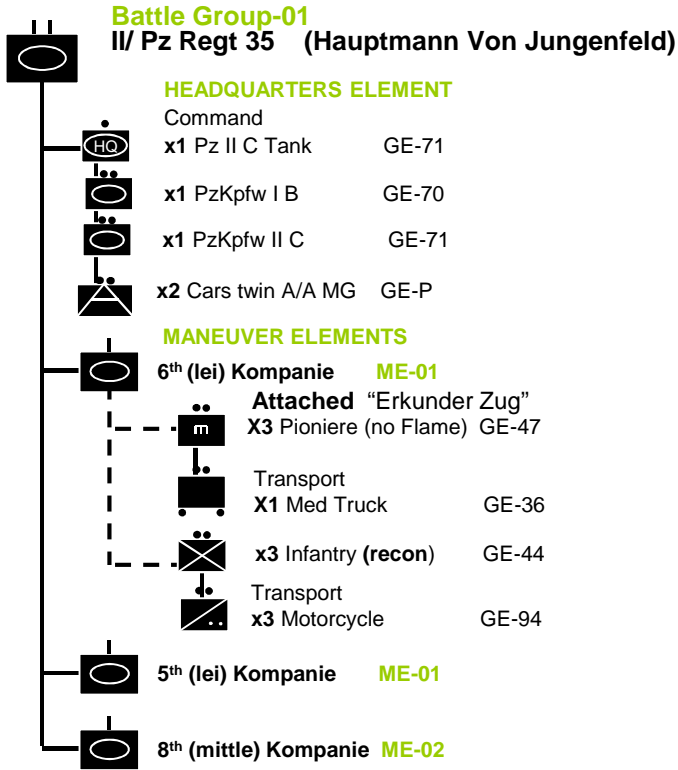 Battle Group-01
II/ Pz Regt 35 (Hauptmann Von Jungenfeld)
HEADQUARTERS ELEMENT
Command
HQ x1 Pz II C Tank GE-71
x1 PzKpfw I B GE-70
x1 PzKpfw II C GE-71
x2 Cars twin A/A MG GE-P
MANEUVER ELEMENTS
6th (lei) Kompanie ME-01
Attached “Erkunder Zug”
m X3 Pioniere (no Flame) GE-47
Transport
X1 Med Truck GE-36
x3 Infantry (recon) GE-44
Transport
x3 Motorcycle GE-94
5th (lei) Kompanie ME-01
8th (mittle) Kompanie ME-02